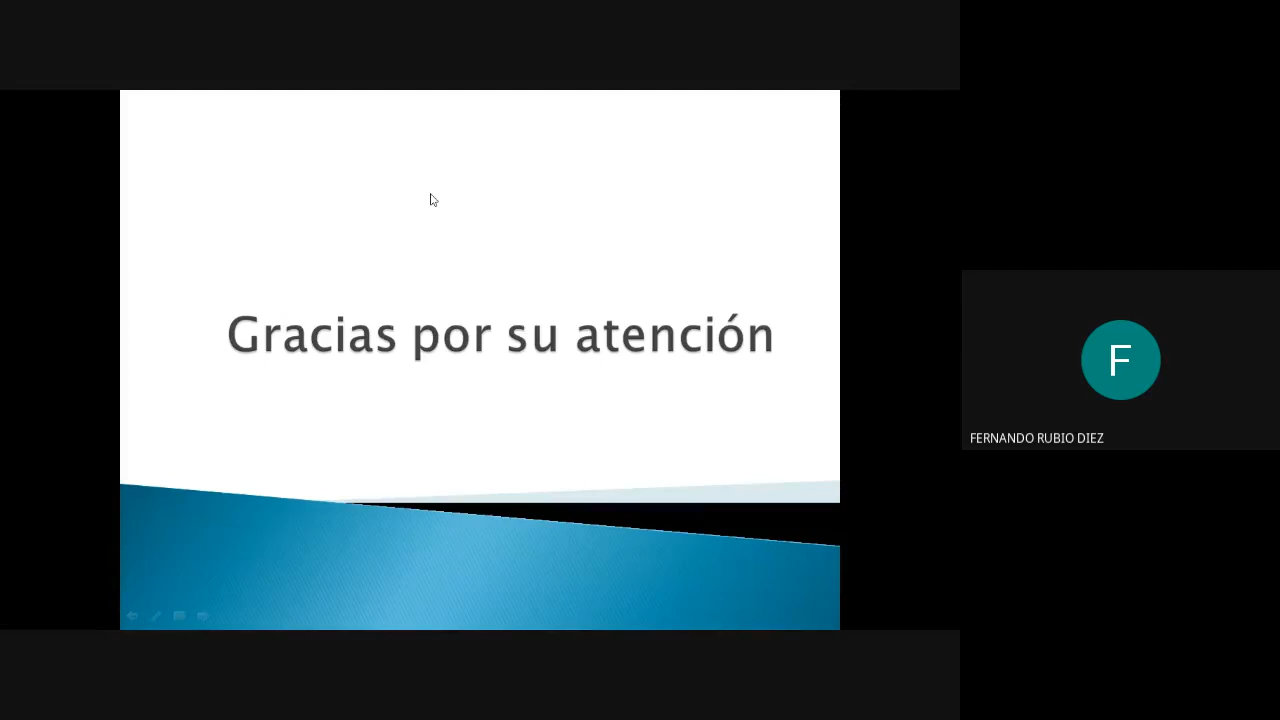 Gracias por su atención
F
FERNANDO RUBIO DIEZ